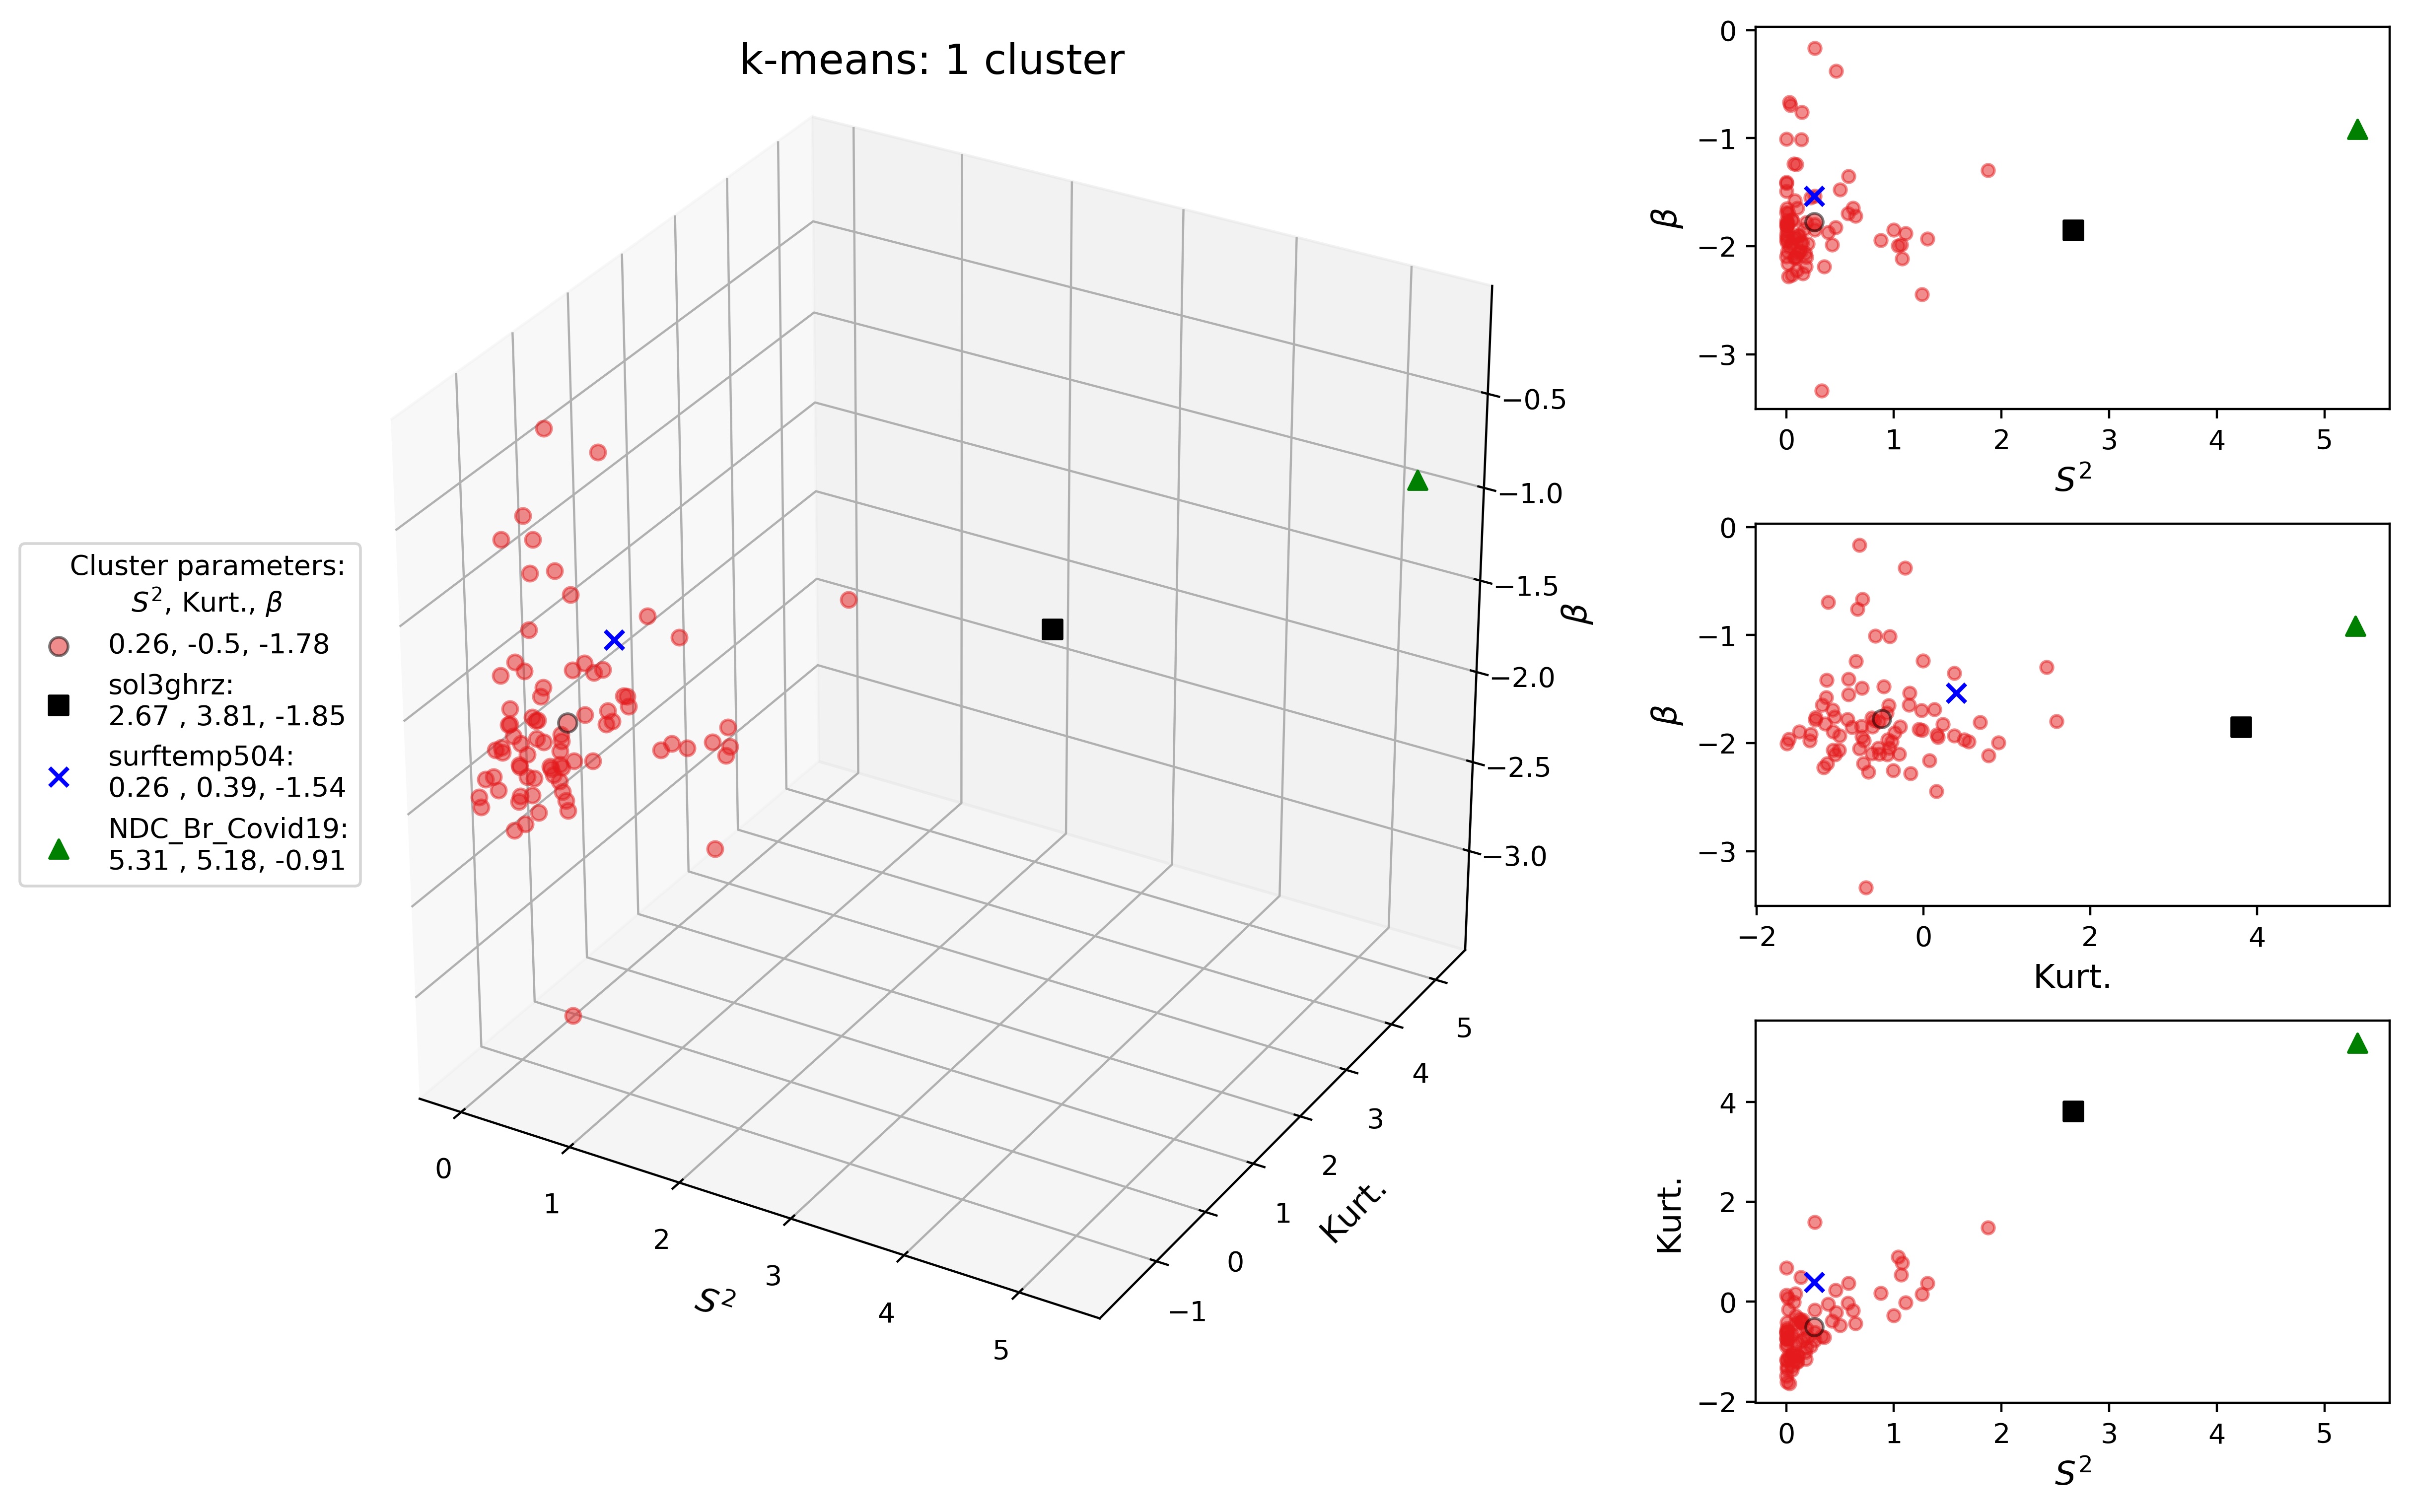 k-means: 1 cluster
Cluster parameters:
S², Kurt., β
0.26, -0.5, -1.78
sol3ghrz:
2.67 , 3.81, -1.85
surftemp504:
0.26 , 0.39, -1.54
NDC_Br_Covid19:
5.31 , 5.18, -0.91
−0.5
−1.0
−1.5
−2.0
−2.5
−3.0
β
0
1
2
3
4
5
S²
−1
0
1
2
3
4
5
Kurt.
0
−1
−2
−3
β
0 1 2 3 4 5
S²
0
−1
−2
−3
β
−2 0 2 4
Kurt.
4
2
0
−2
Kurt.
0 1 2 3 4 5
S²